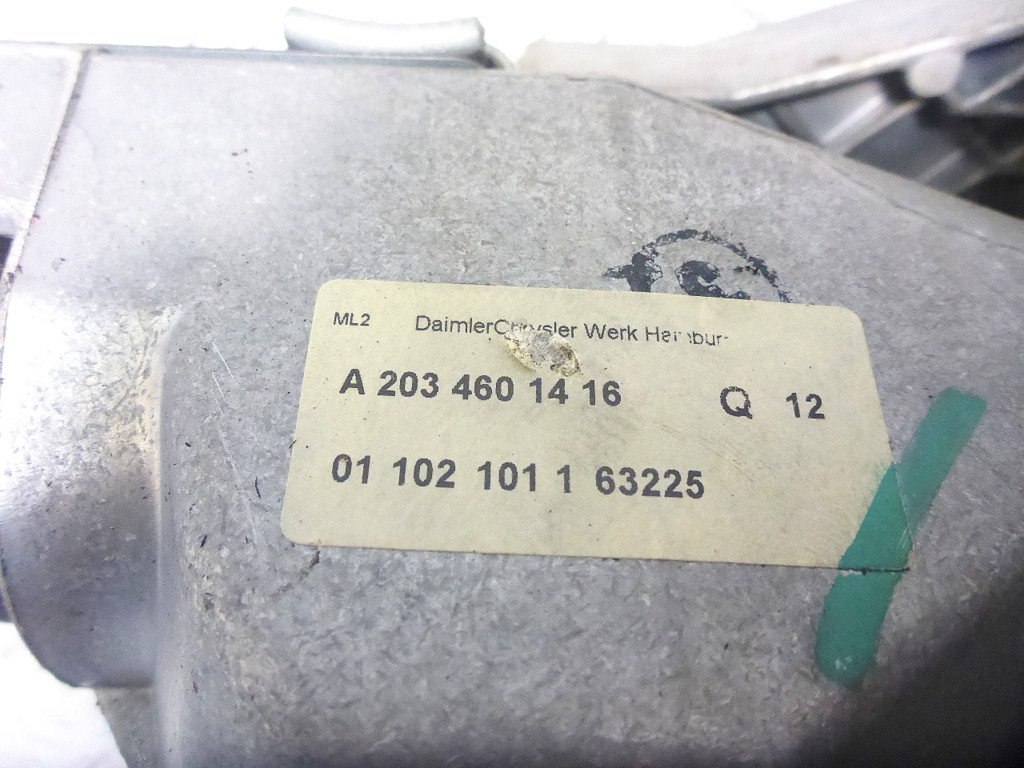 ML2 DaimlerChrysler Werk Hamburg
A 203 460 14 16 Q 12
01 102 101 1 63225